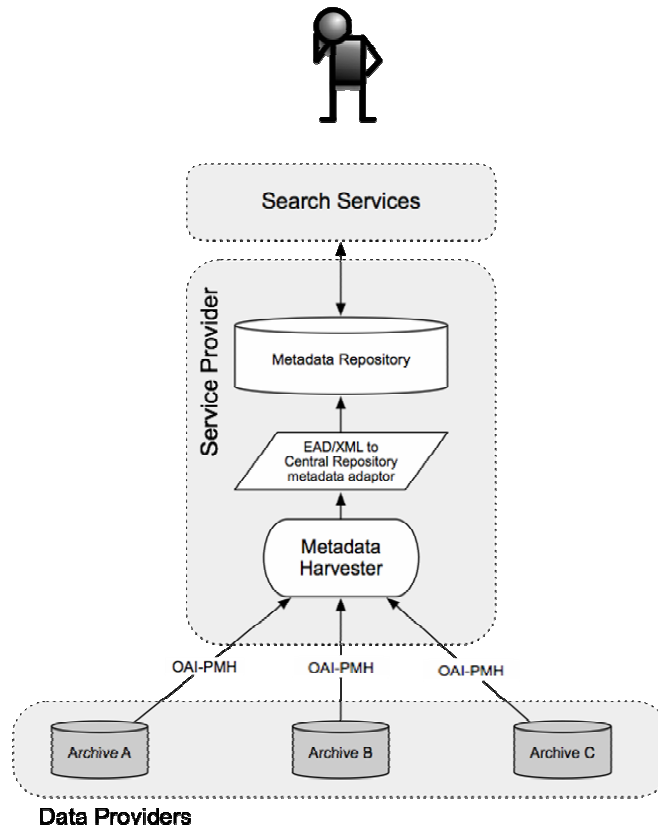 Search Services
Service Provider
Metadata Repository
EAD/XML to
Central Repository
metadata adaptor
Metadada
Harvester
OAI-PMH
OAI-PMH
OAI-PMH
Archive A
Archive B
Archive C
Data Providers